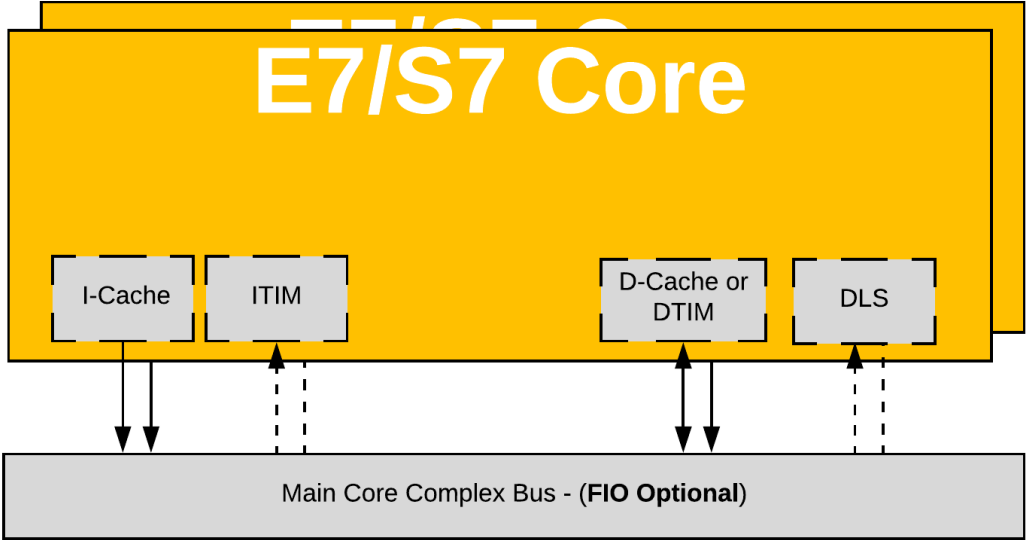 E7/S7 Core
I-Cache
ITIM
D-Cache or
DTIM
DLS
Main Core Complex Bus - (FIO Optional)